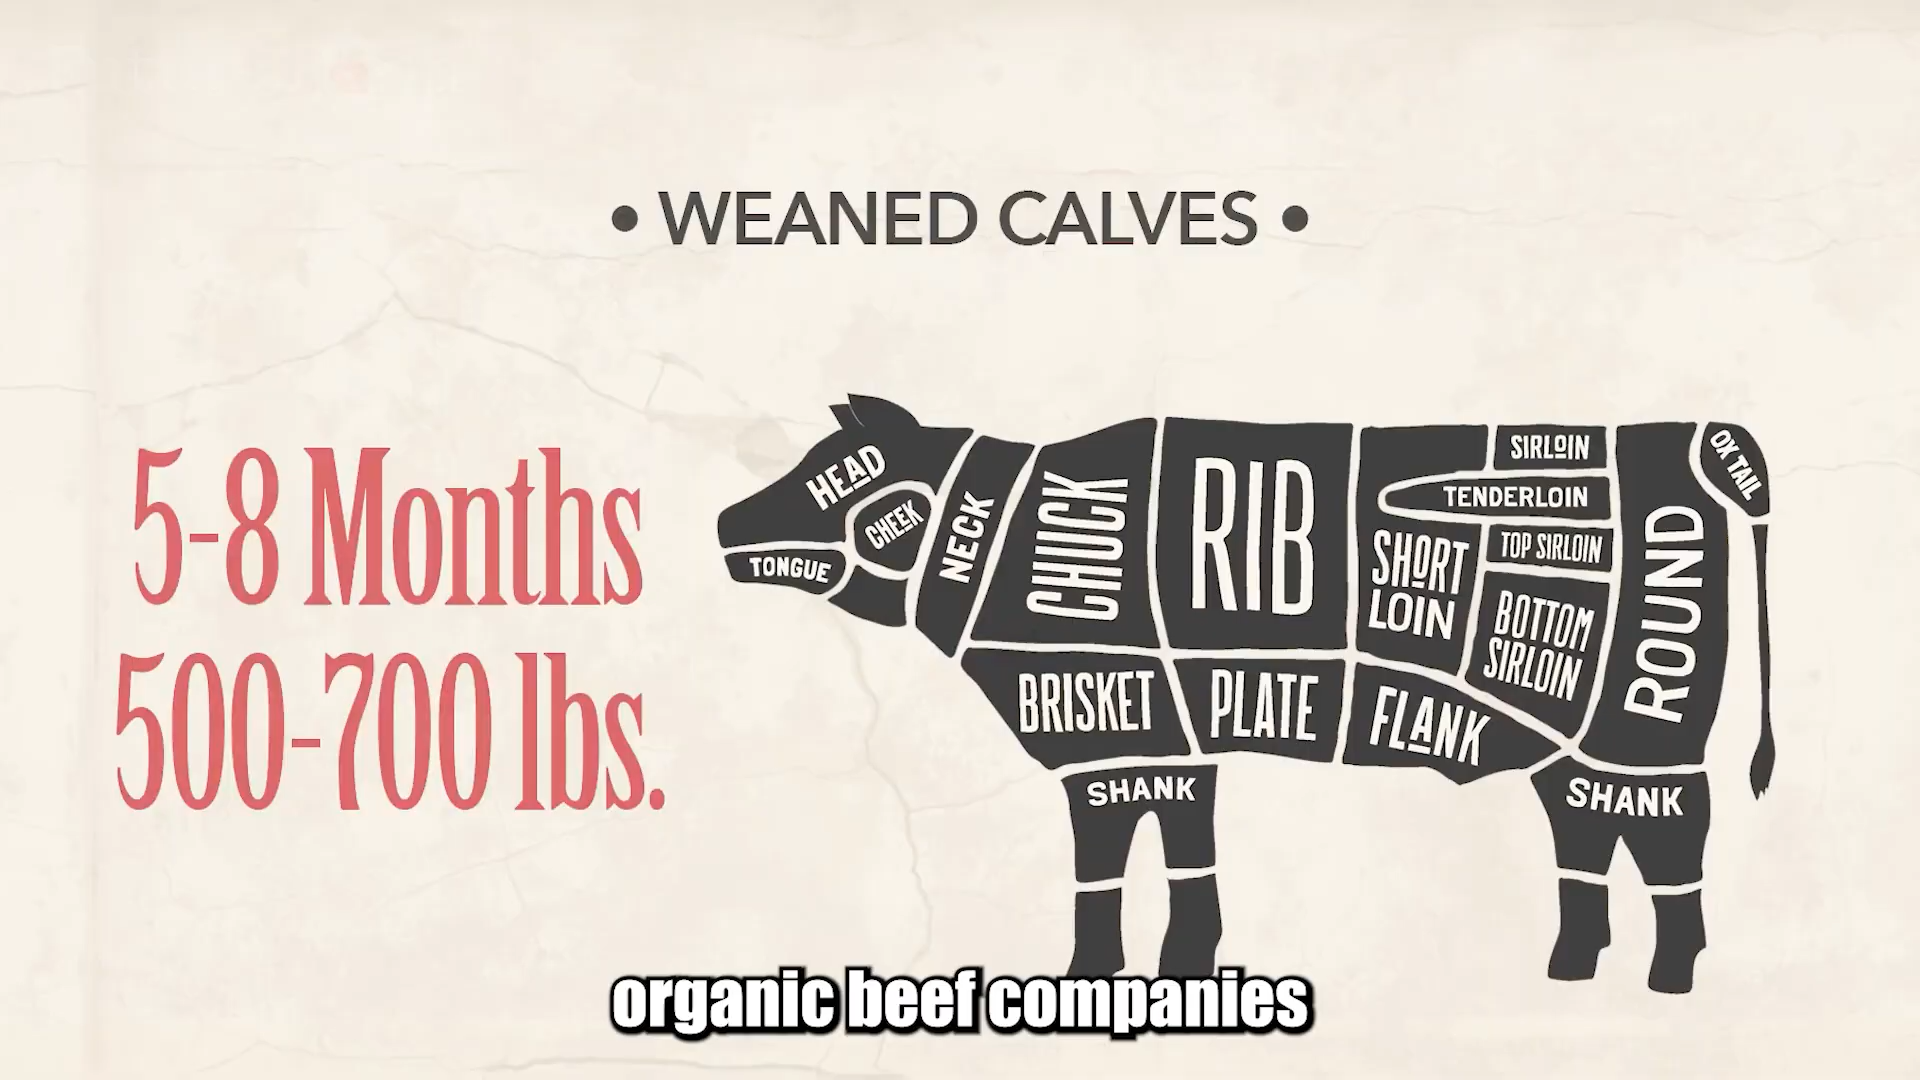 • WEANED CALVES •
5-8 Months
500-700 lbs.
HEAD
CHEEK
TONGUE
NECK
CHUCK
RIB
SHORT
LOIN
SIRLOIN
TENDERLOIN
TOP SIRLOIN
BOTTOM
SIRLOIN
ROUND
OX TAIL
BRISKET
PLATE
FLANK
SHANK
SHANK
organic beef companies